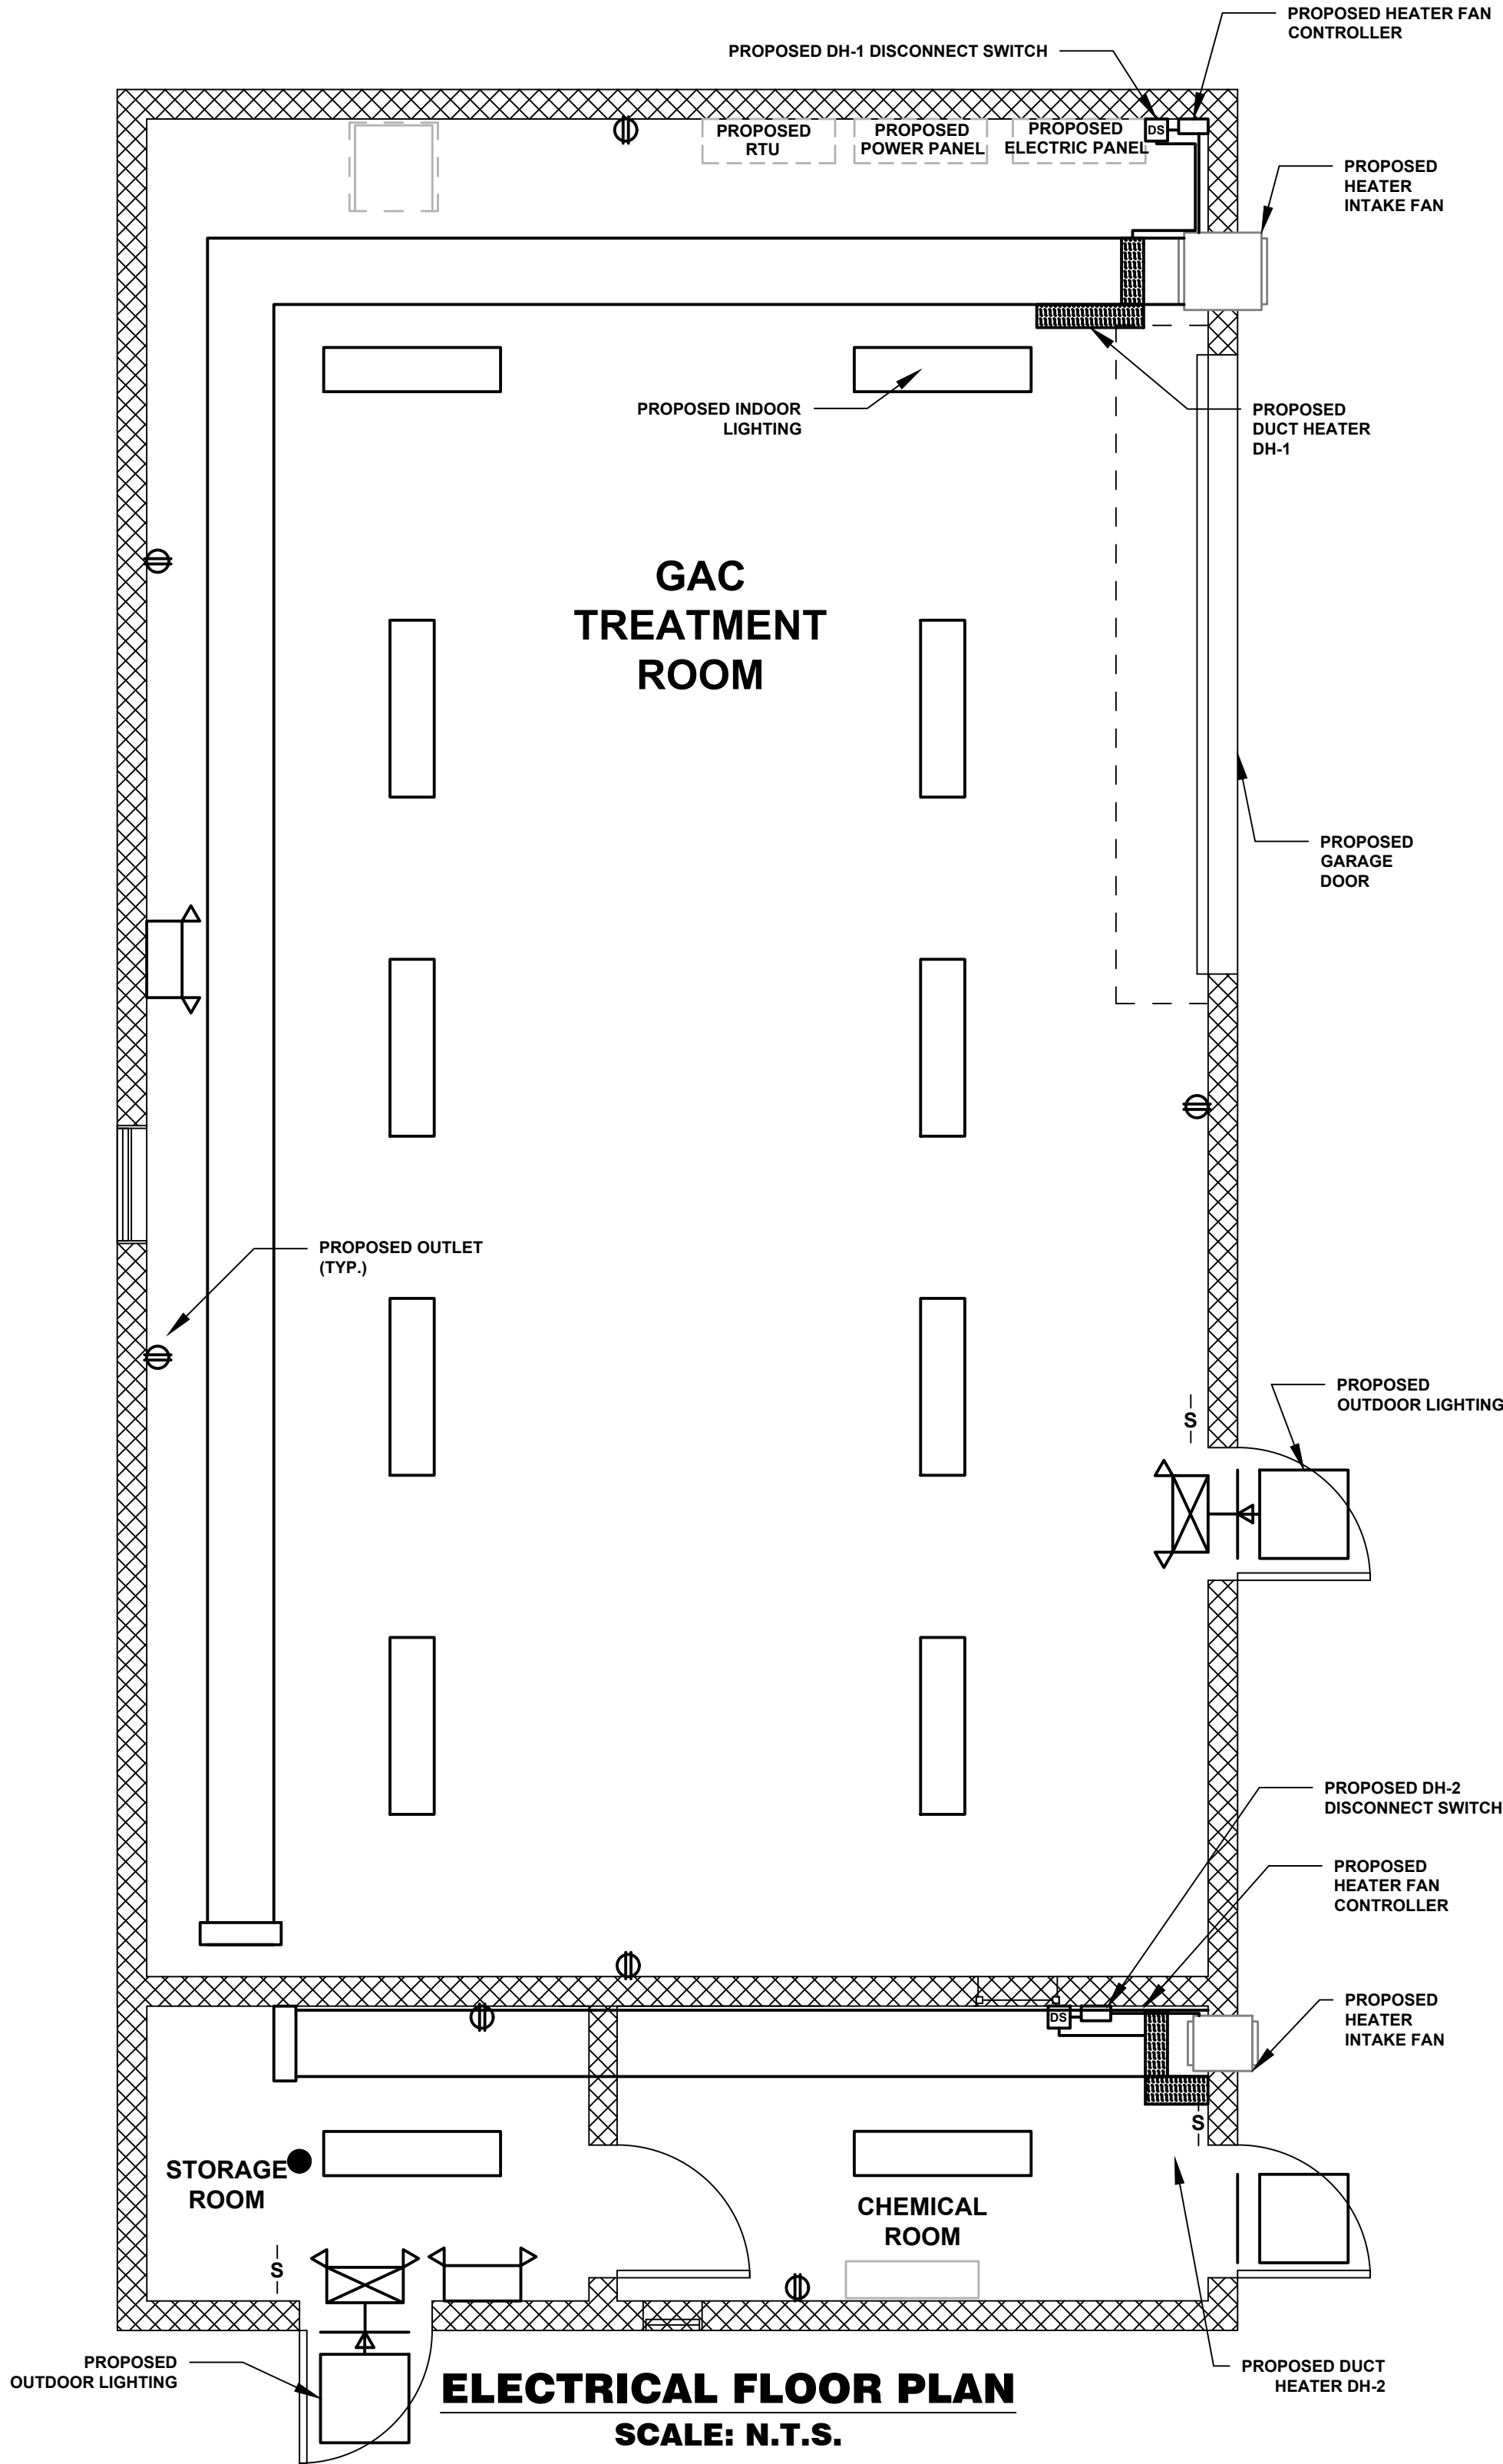 PROPOSED HEATER FAN
CONTROLLER
PROPOSED DH-1 DISCONNECT SWITCH
PROPOSED
RTU
PROPOSED
POWER PANEL
PROPOSED
ELECTRIC PANEL
DS
PROPOSED
HEATER
INTAKE FAN
PROPOSED INDOOR
LIGHTING
PROPOSED
DUCT HEATER
DH-1
GAC
TREATMENT
ROOM
PROPOSED
GARAGE
DOOR
PROPOSED OUTLET
(TYP.)
PROPOSED
OUTDOOR LIGHTING
S
PROPOSED DH-2
DISCONNECT SWITCH
PROPOSED
HEATER FAN
CONTROLLER
PROPOSED
HEATER
INTAKE FAN
DS
S
STORAGE
ROOM
CHEMICAL
ROOM
S
PROPOSED
OUTDOOR LIGHTING
PROPOSED DUCT
HEATER DH-2
ELECTRICAL FLOOR PLAN
SCALE: N.T.S.